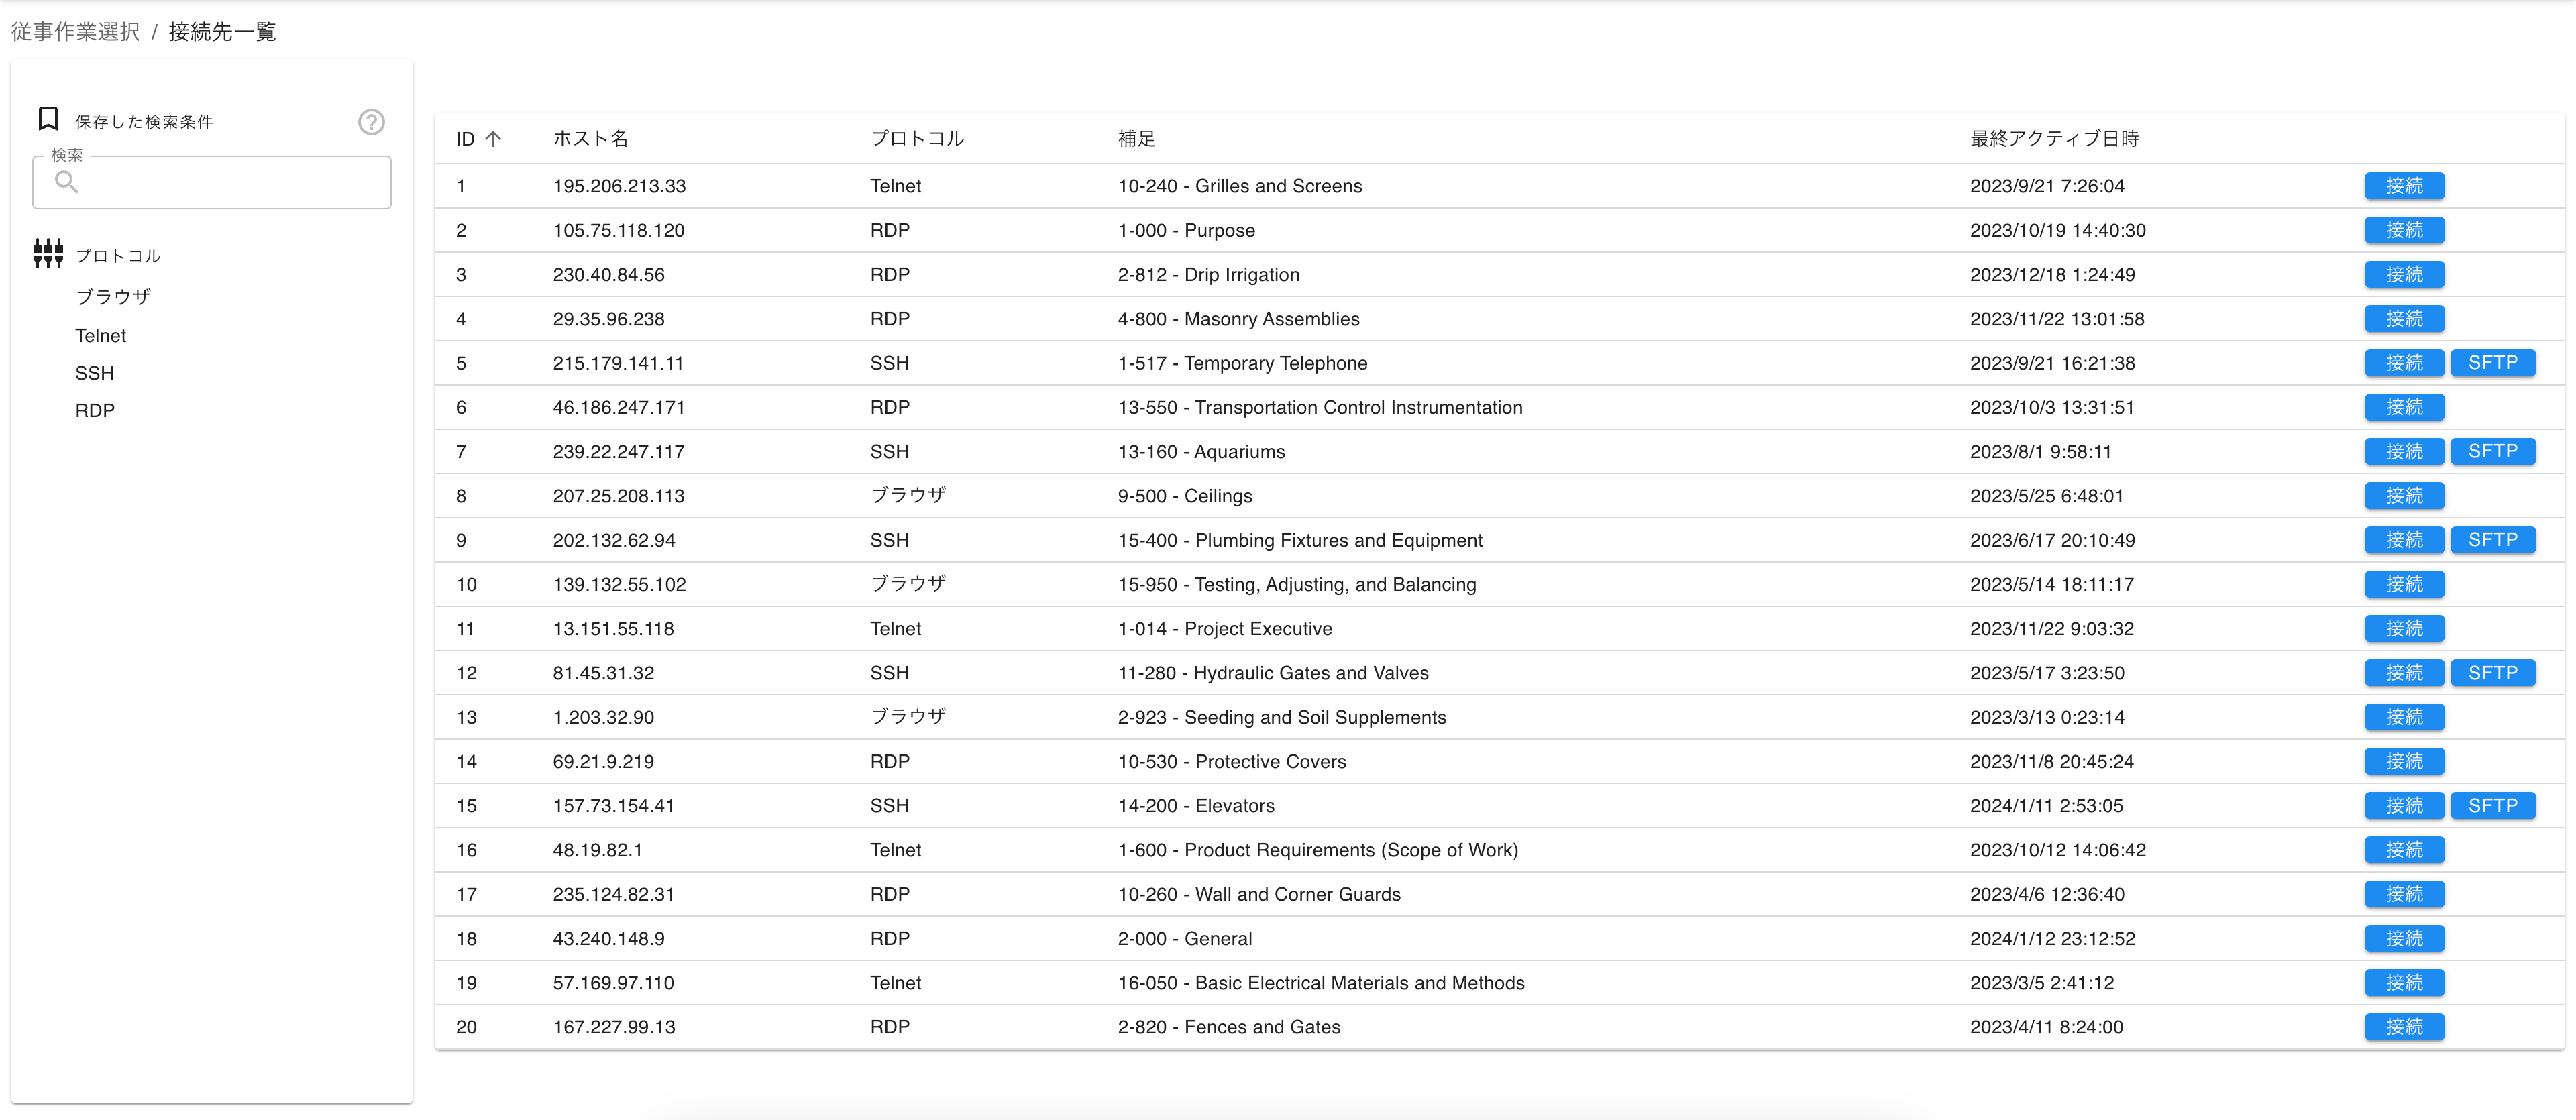 従事作業選択 / 接続先一覧
保存した検索条件
検索
プロトコル
ブラウザ
Telnet
SSH
RDP
ID ホスト名 プロトコル 補足 最終アクティブ日時
1 195.206.213.33 Telnet 10-240 - Grilles and Screens 2023/9/21 7:26:04 接続
2 105.75.118.120 RDP 1-000 - Purpose 2023/10/19 14:40:30 接続
3 230.40.84.56 RDP 2-812 - Drip Irrigation 2023/12/18 1:24:49 接続
4 29.35.96.238 RDP 4-800 - Masonry Assemblies 2023/11/22 13:01:58 接続
5 215.179.141.11 SSH 1-517 - Temporary Telephone 2023/9/21 16:21:38 接続 SFTP
6 46.186.247.171 RDP 13-550 - Transportation Control Instrumentation 2023/10/3 13:31:51 接続
7 239.22.247.117 SSH 13-160 - Aquariums 2023/8/1 9:58:11 接続 SFTP
8 207.25.208.113 ブラウザ 9-500 - Ceilings 2023/5/25 6:48:01 接続
9 202.132.62.94 SSH 15-400 - Plumbing Fixtures and Equipment 2023/6/17 20:10:49 接続 SFTP
10 139.132.55.102 ブラウザ 15-950 - Testing, Adjusting, and Balancing 2023/5/14 18:11:17 接続
11 13.151.55.118 Telnet 1-014 - Project Executive 2023/11/22 9:03:32 接続
12 81.45.31.32 SSH 11-280 - Hydraulic Gates and Valves 2023/5/17 3:23:50 接続 SFTP
13 1.203.32.90 ブラウザ 2-923 - Seeding and Soil Supplements 2023/3/13 0:23:14 接続
14 69.21.9.219 RDP 10-530 - Protective Covers 2023/11/8 20:45:24 接続
15 157.73.154.41 SSH 14-200 - Elevators 2024/1/11 2:53:05 接続 SFTP
16 48.19.82.1 Telnet 1-600 - Product Requirements (Scope of Work) 2023/10/12 14:06:42 接続
17 235.124.82.31 RDP 10-260 - Wall and Corner Guards 2023/4/6 12:36:40 接続
18 43.240.148.9 RDP 2-000 - General 2024/1/12 23:12:52 接続
19 57.169.97.110 Telnet 16-050 - Basic Electrical Materials and Methods 2023/3/5 2:41:12 接続
20 167.227.99.13 RDP 2-820 - Fences and Gates 2023/4/11 8:24:00 接続